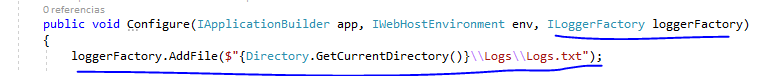 0 referencias
public void Configure(IApplicationBuilder app, IWebHostEnvironment env, ILoggerFactory loggerFactory)
{
loggerFactory.AddFile($"{Directory.GetCurrentDirectory()}\\Logs\\Logs.txt");